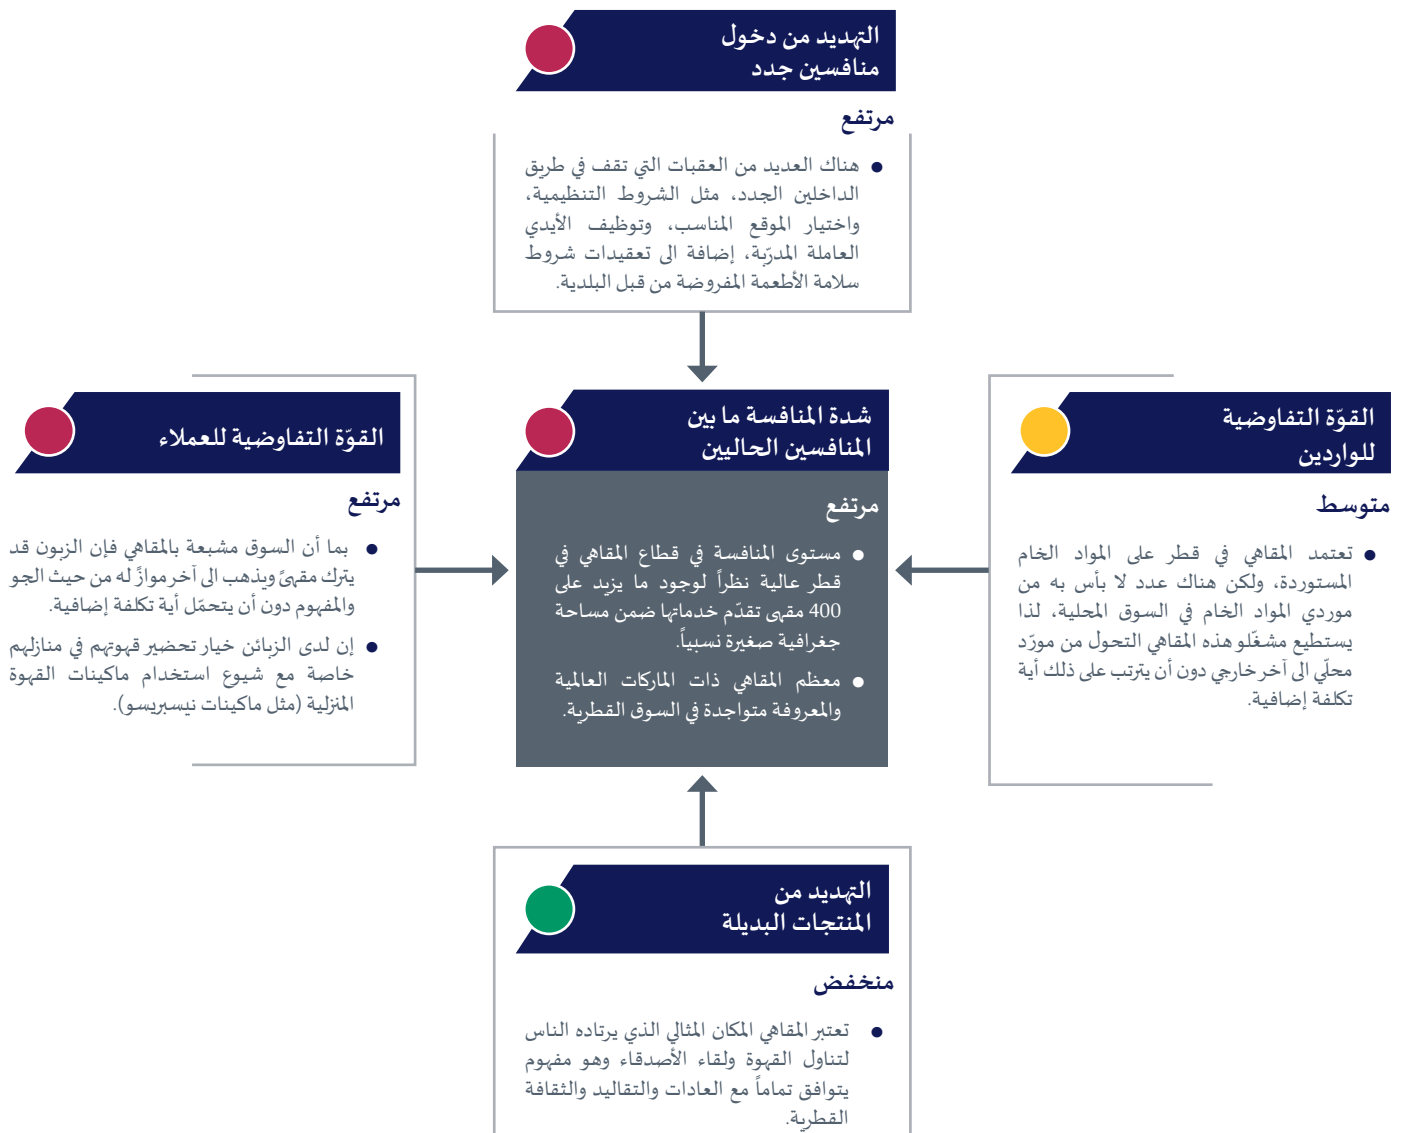 التهديد من دخول
منافسين جدد
مرتفع
● هناك العديد من العقبات التي تقف في طريق
الداخلين الجدد، مثل الشروط التنظيمية،
واختيار الموقع المناسب، وتوظيف الأيدي
العاملة المدرّبة، إضافة الى تعقيدات شروط
سلامة الأطعمة المفروضة من قبل البلدية.
القوّة التفاوضية
للواردين
متوسط
● تعتمد المقاهي في قطر على المواد الخام
المستوردة، ولكن هناك عدد لا بأس به من
موردي المواد الخام في السوق المحلية، لذا
يستطيع مشغّلو هذه المقاهي التحول من مورّد
محلّي الى آخر خارجي دون أن يترتب على ذلك أية
تكلفة إضافية.
شدة المنافسة ما بين
المنافسين الحاليين
مرتفع
● مستوى المنافسة في قطاع المقاهي في
قطر عالية نظراً لوجود ما يزيد على
400 مقهى تقدّم خدماتها ضمن مساحة
جغرافية صغيرة نسبياً.
● معظم المقاهي ذات الماركات العالمية
والمعروفة متواجدة في السوق القطرية.
القوّة التفاوضية للعملاء
مرتفع
● بما أن السوق مشبعة بالمقاهي فإن الزبون قد
يترك مقهىً ويذهب الى آخر موازً له من حيث الجو
والمفهوم دون أن يتحمّل أية تكلفة إضافية.
● إن لدى الزبائن خيار تحضير قهوتهم في منازلهم
خاصة مع شيوع استخدام ماكينات القهوة
المنزلية (مثل ماكينات نيسبريسو).
التهديد من
المنتجات البديلة
منخفض
● تعتبر المقاهي المكان المثالي الذي يرتاده الناس
لتناول القهوة ولقاء الأصدقاء وهو مفهوم
يتوافق تماماً مع العادات والتقاليد والثقافة
القطرية.